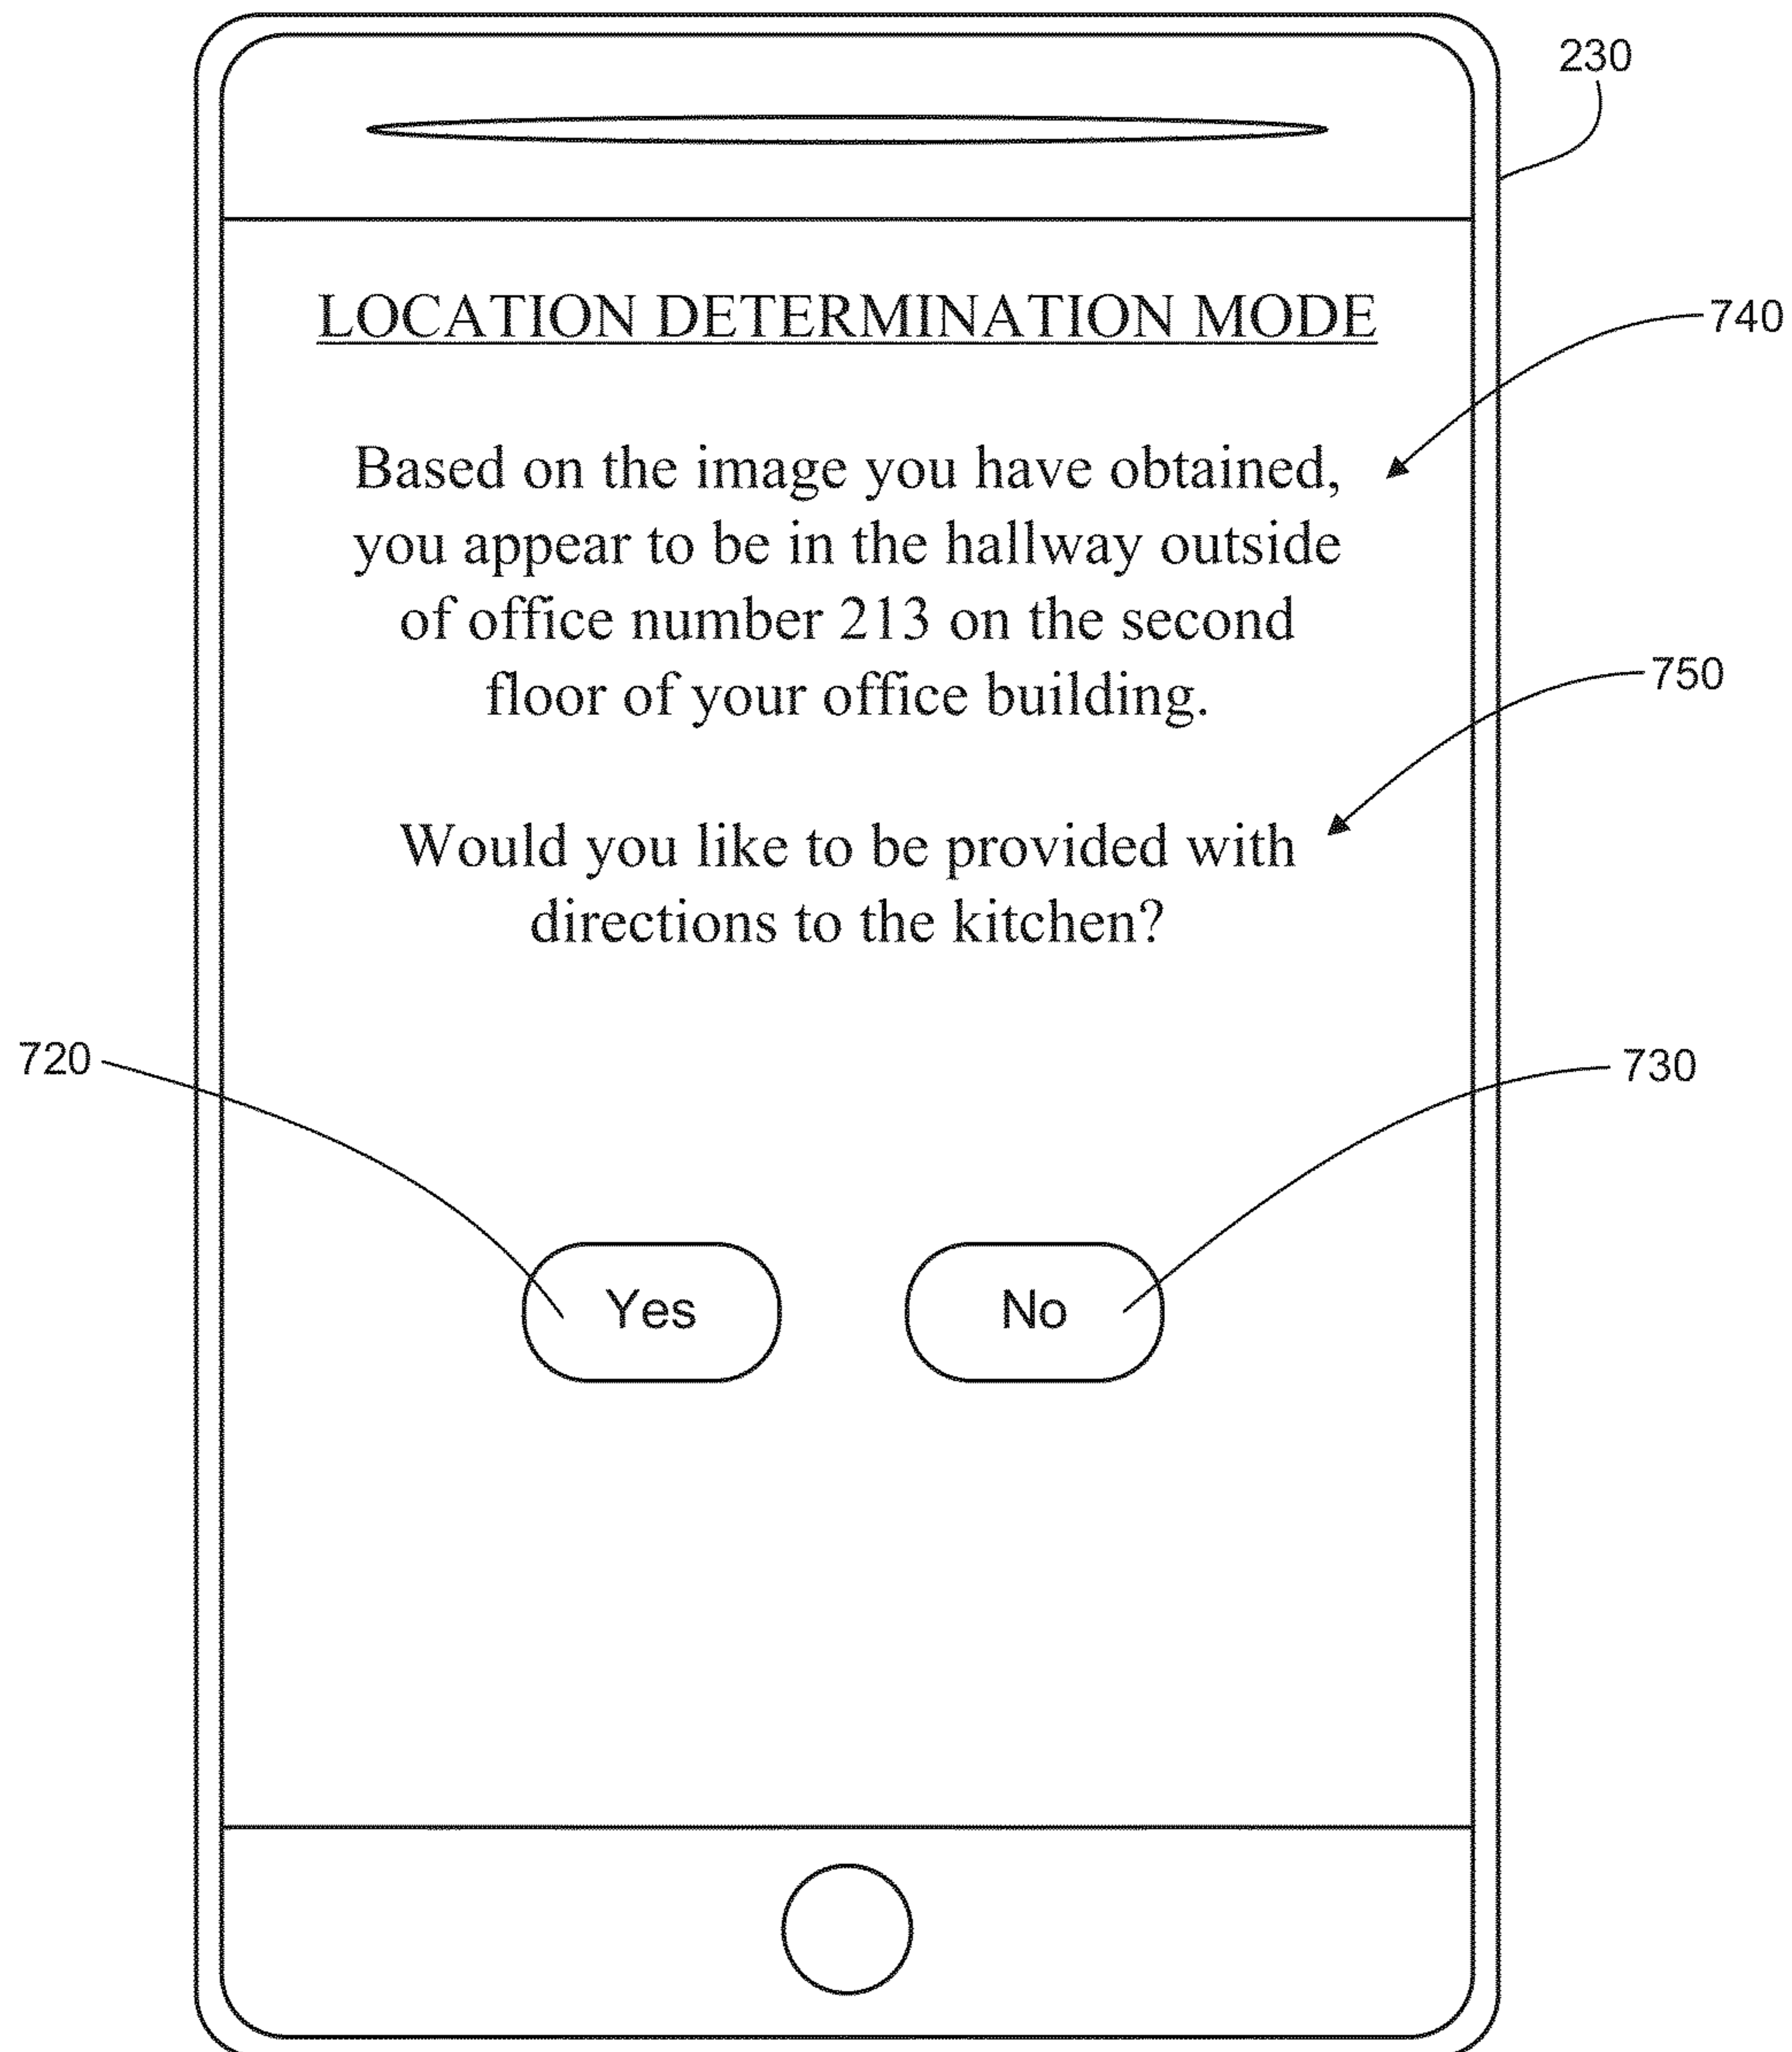 230
LOCATION DETERMINATION MODE
740
Based on the image you have obtained,
you appear to be in the hallway outside
of office number 213 on the second
floor of your office building.
750
Would you like to be provided with
directions to the kitchen?
720
730
Yes
No